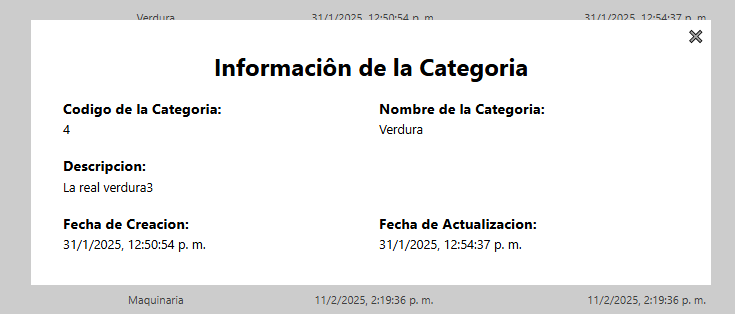 Verdura 31/1/2025, 12:50:54 p. m. 31/1/2025, 12:54:37 p. m.
Informaciôn de la Categoria
Codigo de la Categoria: Nombre de la Categoria:
4 Verdura
Descripcion:
La real verdura3
Fecha de Creacion: Fecha de Actualizacion:
31/1/2025, 12:50:54 p. m. 31/1/2025, 12:54:37 p. m.
Maquinaria 11/2/2025, 2:19:36 p. m. 11/2/2025, 2:19:36 p. m.